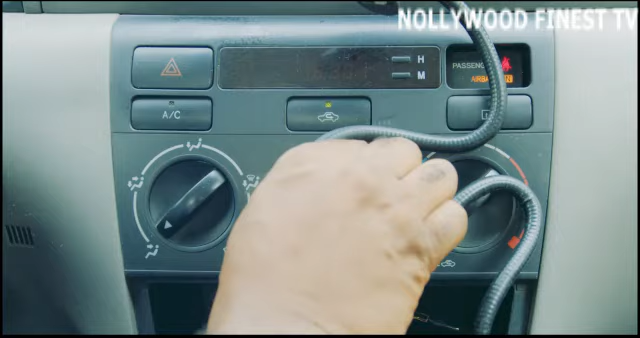 NOLLYWOOD FINEST TV
H
M
PASSENGER
AIRBAG
A/C